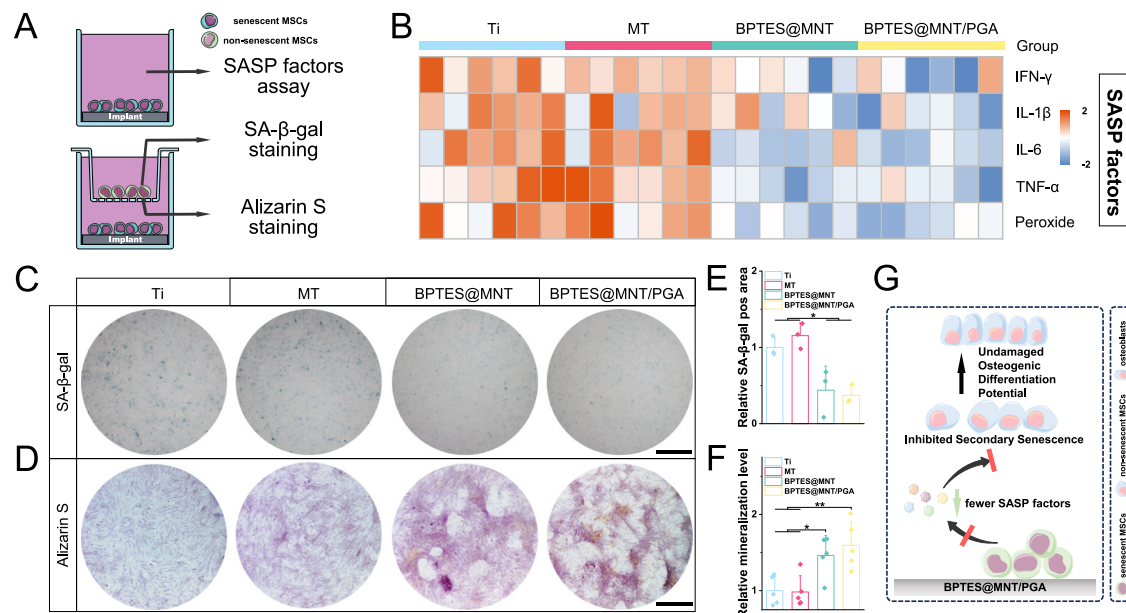 A
senescent MSCs
non-senescent MSCs
SASP factors
assay
Implant
SA-β-gal
staining
Alizarin S
staining
Implant
B
Ti
MT
BPTES@MNT
BPTES@MNT/PGA
Group
IFN-γ
IL-1β
IL-6
TNF-α
Peroxide
2
0
-2
SASP factors
C
Ti
MT
BPTES@MNT
BPTES@MNT/PGA
SA-β-gal
D
Alizarin S
E
Ti
MT
BPTES@MNT
BPTES@MNT/PGA
*
Relative SA-β-gal pos area
2
1
0
F
Ti
MT
BPTES@MNT
BPTES@MNT/PGA
**
*
Relative mineralization level
2
1
G
Undamaged
Osteogenic
Differentiation
Potential
Inhibited Secondary Senescence
fewer SASP factors
BPTES@MNT/PGA
osteoblasts
non-senescent MSCs
senescent MSCs